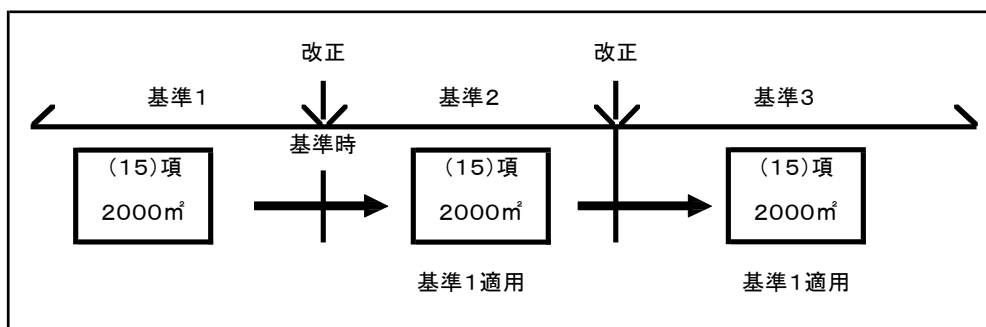 改正 改正
基準1 基準2 基準3
基準時
(15)項 (15)項 (15)項
2000㎡ 2000㎡ 2000㎡
基準1適用 基準1適用